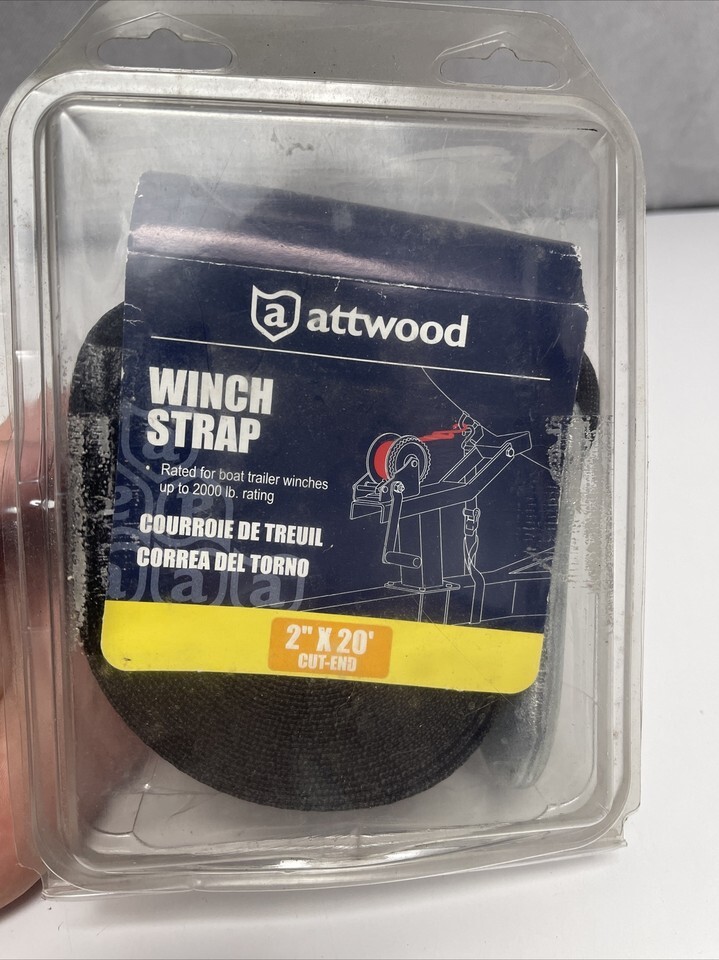 a attwood
WINCH
STRAP
• Rated for boat trailer winches
up to 2000 lb. rating
COURROIE DE TREUIL
CORREA DEL TORNO
2" X 20'
CUT-END